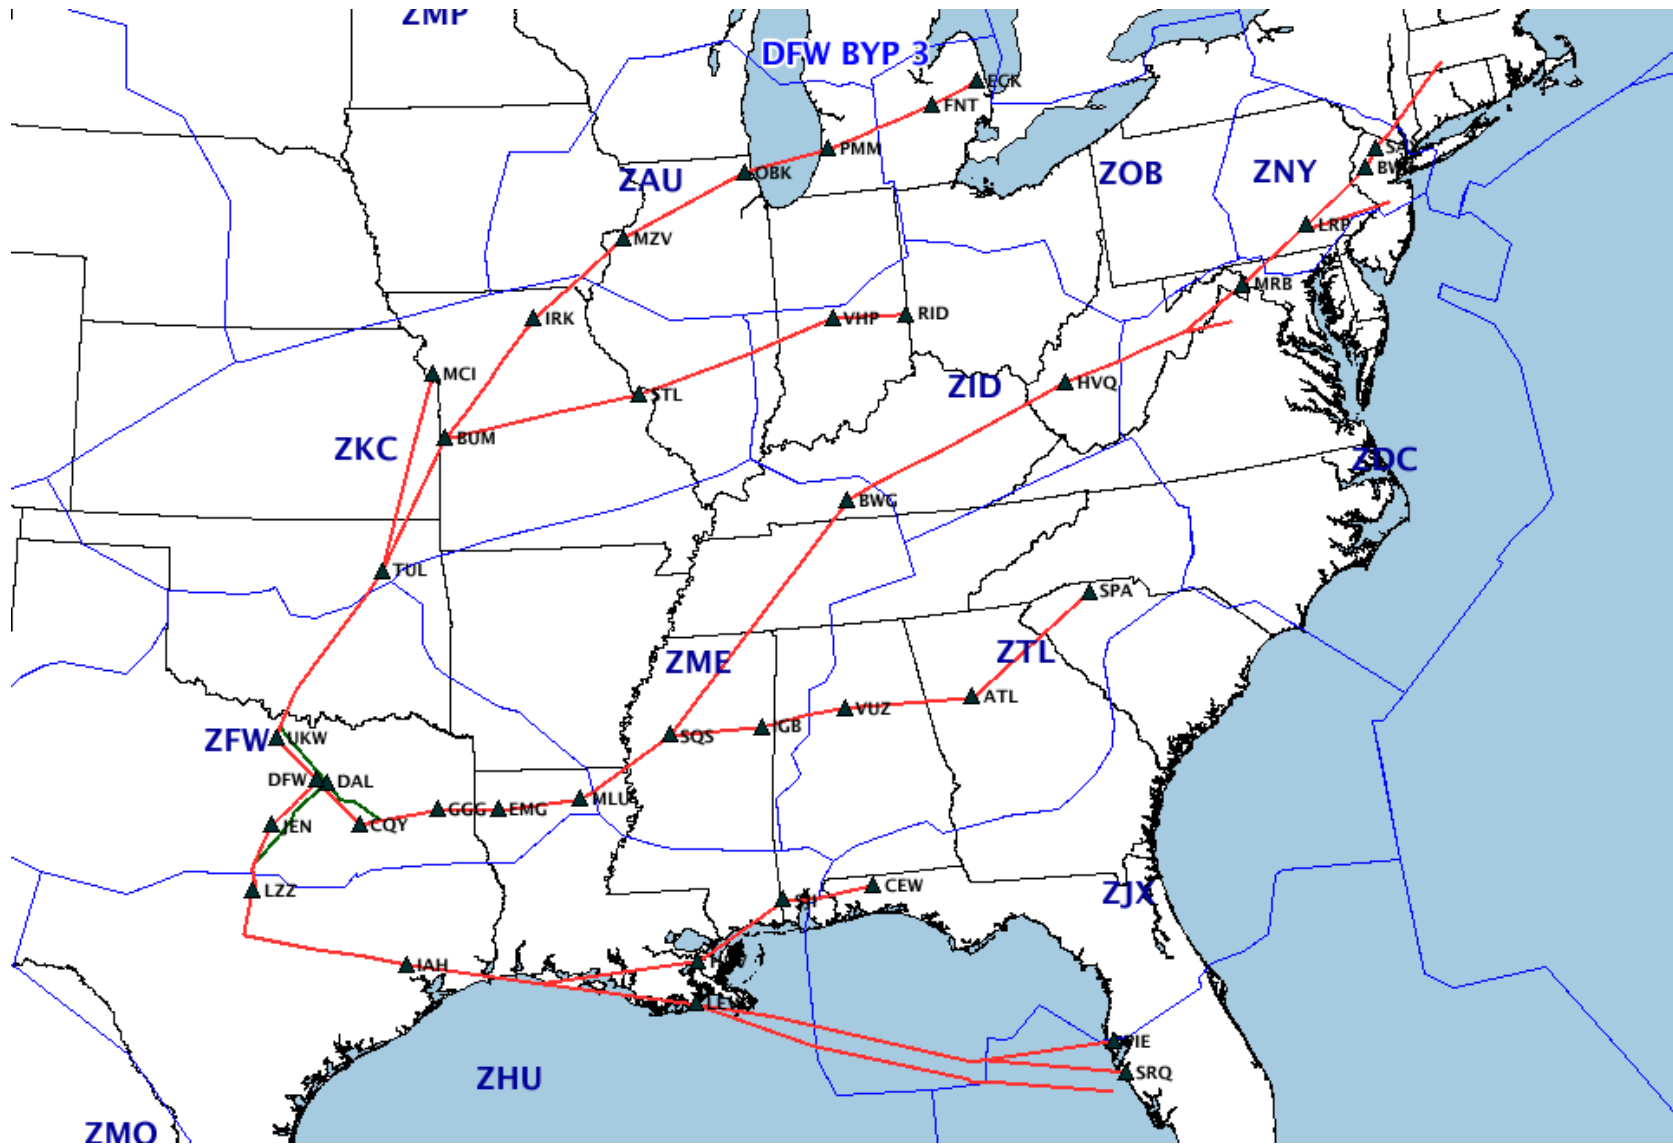 ZMP
DFW BYP 3
ECK
FNT
PMM
OBK
ZAU
ZOB
ZNY
LRP
MZV
MRB
IRK
VHP
RID
MCI
STL
ZID
HVQ
BUM
ZKC
ZDC
BWG
TUL
SPA
ZME
ZTL
ATL
VUZ
IGB
SQS
ZFW
UKW
DFW
DAL
MLU
GGG
EMG
JEN
CQY
LZZ
CEW
ZJX
IAH
PIE
SRQ
ZHU